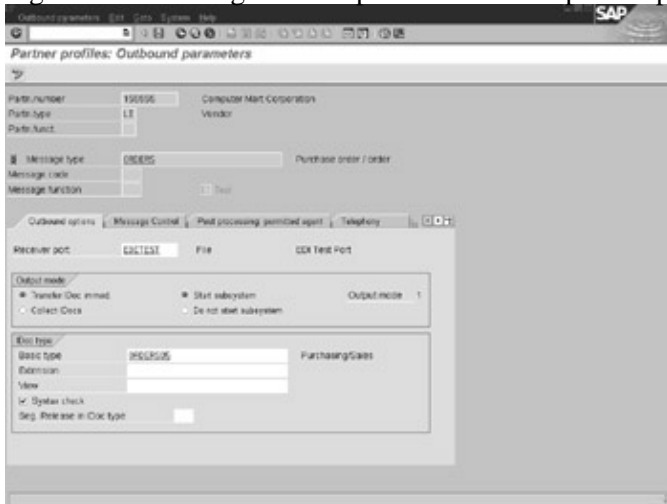 Outbound parameters Edit Goto System Help
SAP
Partner profiles: Outbound parameters
Partn.number Computer Mart Corporation
Partn.type LI Vendor
Partn.funct.
Message type ORDERS Purchase order / order
Message code
Message function Test
Outbound options Message Control Post processing: permitted agent Telephony
Receiver port EDITEST File EDI Test Port
Output mode
Transfer IDoc immed. Start subsystem Output mode 1
Collect IDocs Do not start subsystem
IDoc type
Basic type ORDERS05 Purchasing/Sales
Extension
View
Syntax check
Seg. Release in IDoc type